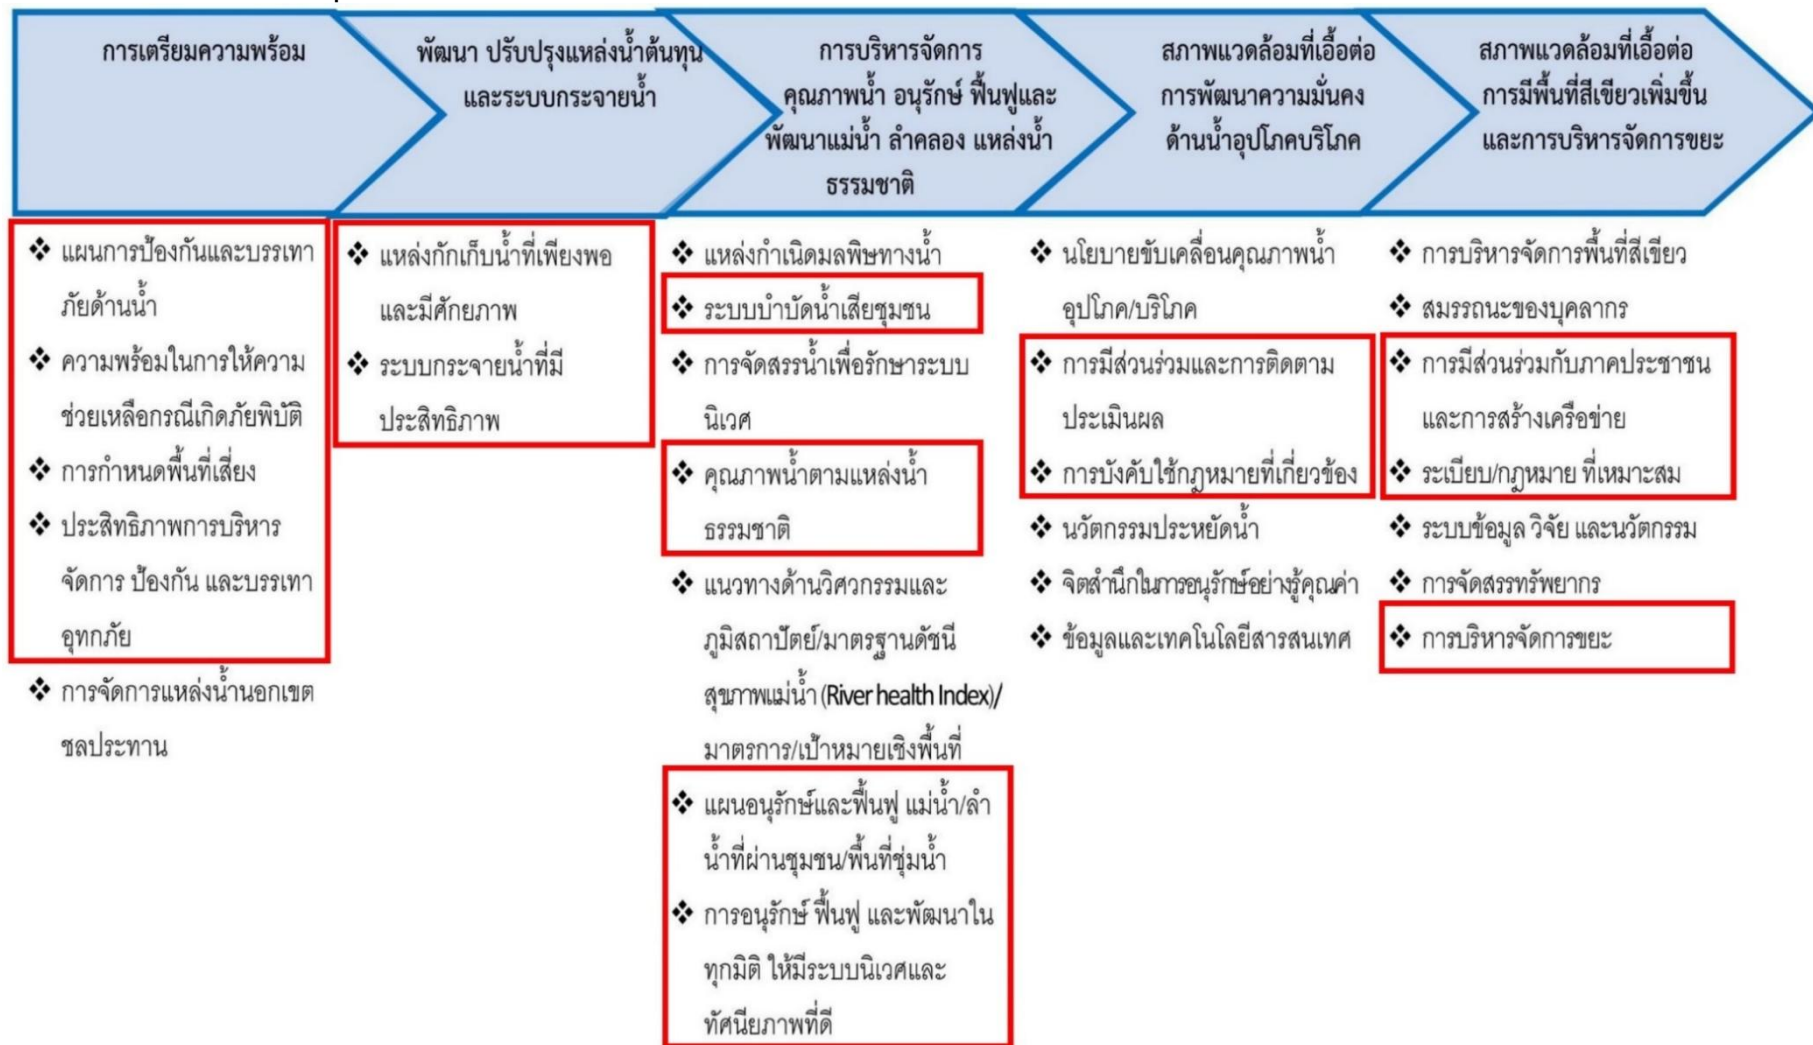 การเตรียมความพร้อม
พัฒนา ปรับปรุงแหล่งน้ำต้นทุน
และระบบกระจายน้ำ
การบริหารจัดการ
คุณภาพน้ำ อนุรักษ์ ฟื้นฟูและ
พัฒนาแม่น้ำ ลำคลอง แหล่งน้ำ
ธรรมชาติ
สภาพแวดล้อมที่เอื้อต่อ
การพัฒนาความมั่นคง
ด้านน้ำอุปโภคบริโภค
สภาพแวดล้อมที่เอื้อต่อ
การมีพื้นที่สีเขียวเพิ่มขึ้น
และการบริหารจัดการขยะ
❖ แผนการป้องกันและบรรเทา
ภัยด้านน้ำ
❖ ความพร้อมในการให้ความ
ช่วยเหลือกรณีเกิดภัยพิบัติ
❖ การกำหนดพื้นที่เสี่ยง
❖ ประสิทธิภาพการบริหาร
จัดการ ป้องกัน และบรรเทา
อุทกภัย
❖ การจัดการแหล่งน้ำนอกเขต
ชลประทาน
❖ แหล่งกักเก็บน้ำที่เพียงพอ
และมีศักยภาพ
❖ ระบบกระจายน้ำที่มี
ประสิทธิภาพ
❖ แหล่งกำเนิดมลพิษทางน้ำ
❖ ระบบบำบัดน้ำเสียชุมชน
❖ การจัดสรรน้ำเพื่อรักษาระบบ
นิเวศ
❖ คุณภาพน้ำตามแหล่งน้ำ
ธรรมชาติ
❖ แนวทางด้านวิศวกรรมและ
ภูมิสถาปัตย์/มาตรฐานดัชนี
สุขภาพแม่น้ำ (River health Index)/
มาตรการ/เป้าหมายเชิงพื้นที่
❖ แผนอนุรักษ์และฟื้นฟู แม่น้ำ/ลำ
น้ำที่ผ่านชุมชน/พื้นที่ชุ่มน้ำ
❖ การอนุรักษ์ ฟื้นฟู และพัฒนาใน
ทุกมิติ ให้มีระบบนิเวศและ
ทัศนียภาพที่ดี
❖ นโยบายขับเคลื่อนคุณภาพน้ำ
อุปโภค/บริโภค
❖ การมีส่วนร่วมและการติดตาม
ประเมินผล
❖ การบังคับใช้กฎหมายที่เกี่ยวข้อง
❖ นวัตกรรมประหยัดน้ำ
❖ จิตสำนึกในการอนุรักษ์อย่างรู้คุณค่า
❖ ข้อมูลและเทคโนโลยีสารสนเทศ
❖ การบริหารจัดการพื้นที่สีเขียว
❖ สมรรถนะของบุคลากร
❖ การมีส่วนร่วมกับภาคประชาชน
และการสร้างเครือข่าย
❖ ระเบียบ/กฎหมาย ที่เหมาะสม
❖ ระบบข้อมูล วิจัย และนวัตกรรม
❖ การจัดสรรทรัพยากร
❖ การบริหารจัดการขยะ